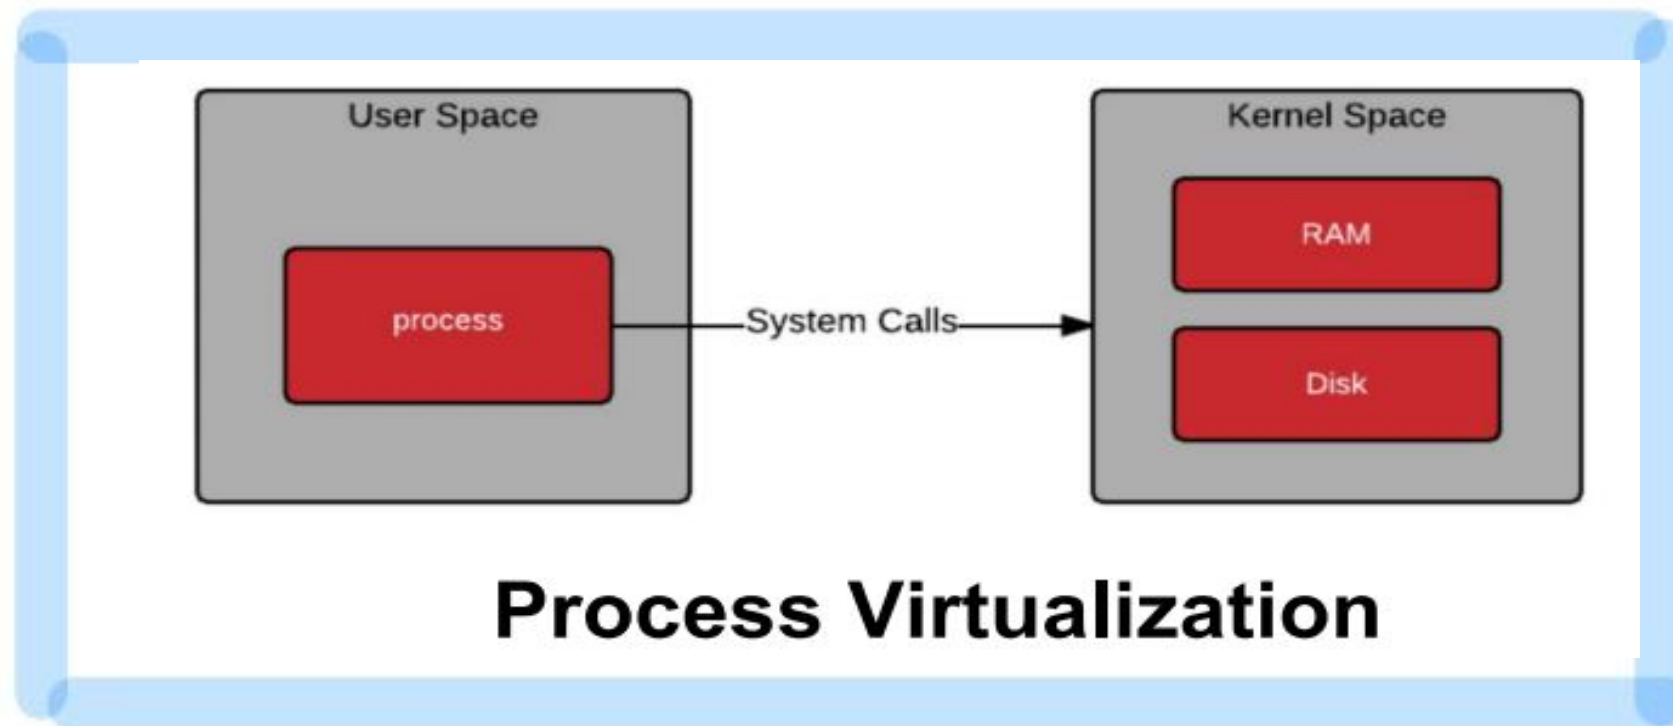 User Space
process
System Calls
Kernel Space
RAM
Disk
Process Virtualization